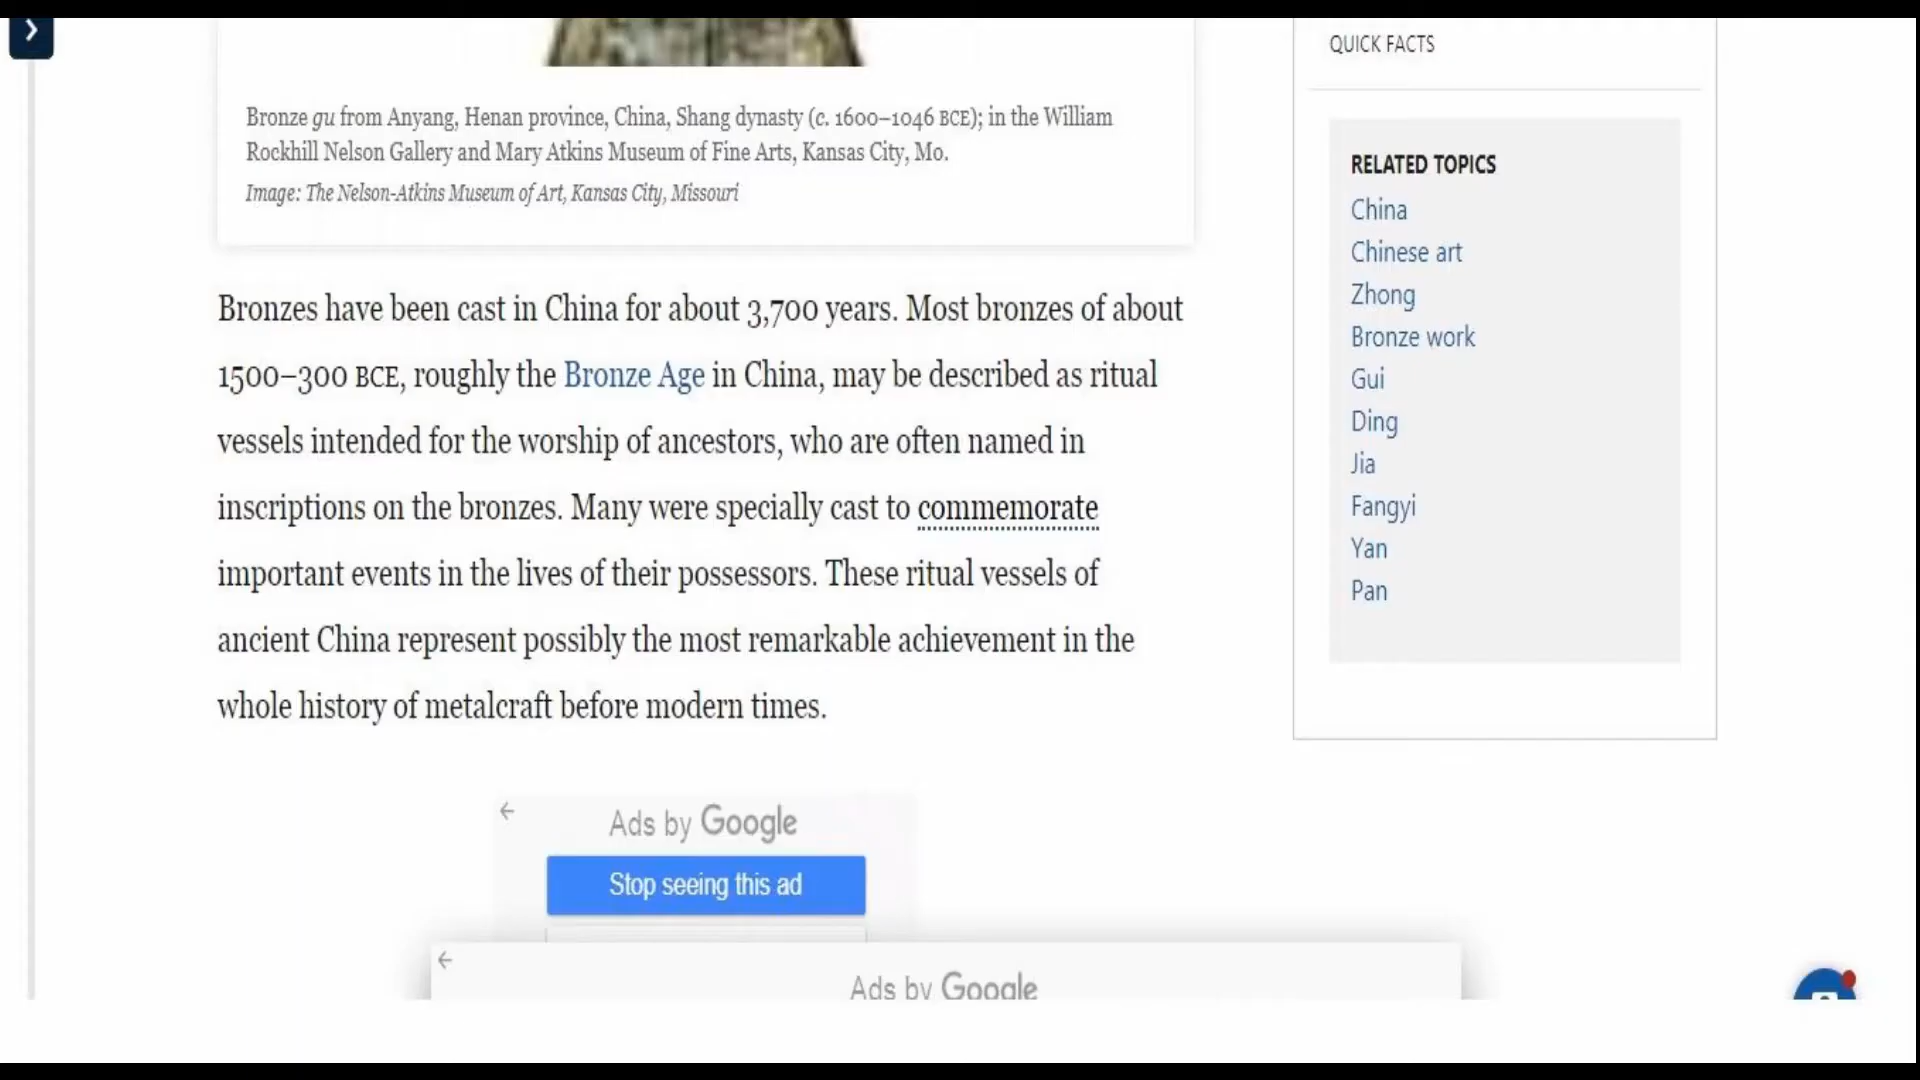 Bronze gu from Anyang, Henan province, China, Shang dynasty (c. 1600–1046 BCE); in the William
Rockhill Nelson Gallery and Mary Atkins Museum of Fine Arts, Kansas City, Mo.
Image: The Nelson-Atkins Museum of Art, Kansas City, Missouri
Bronzes have been cast in China for about 3,700 years. Most bronzes of about
1500–300 BCE, roughly the Bronze Age in China, may be described as ritual
vessels intended for the worship of ancestors, who are often named in
inscriptions on the bronzes. Many were specially cast to commemorate
important events in the lives of their possessors. These ritual vessels of
ancient China represent possibly the most remarkable achievement in the
whole history of metalcraft before modern times.
Ads by Google
Stop seeing this ad
Ads by Google
QUICK FACTS
RELATED TOPICS
China
Chinese art
Zhong
Bronze work
Gui
Ding
Jia
Fangyi
Yan
Pan